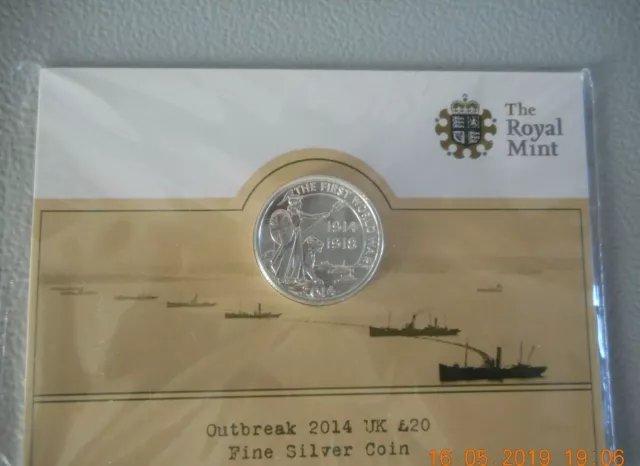 The
Royal
Mint
THE FIRST WORLD WAR
1914
1918
Outbreak 2014 UK £20
Fine Silver Coin
16.05.2019 19:06